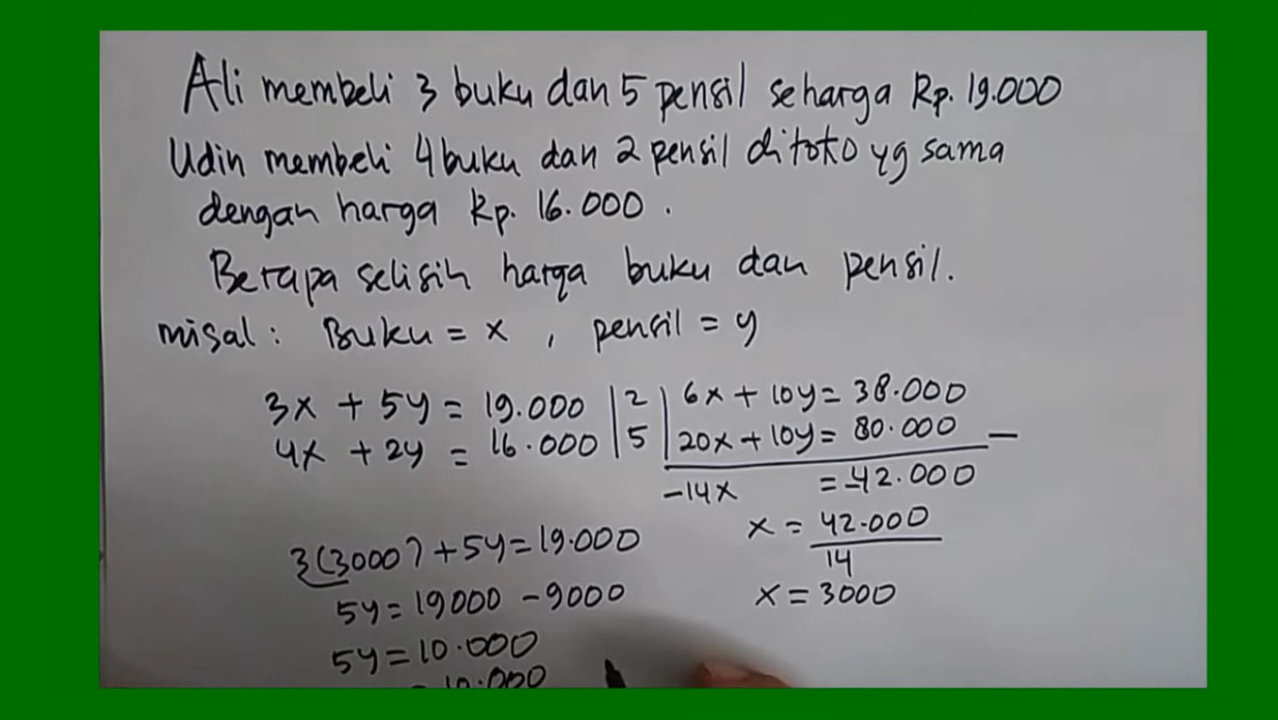 Ali membeli 3 buku dan 5 pensil seharga Rp. 19.000
Udin membeli 4 buku dan 2 pensil ditoko yg sama
dengan harga Rp. 16.000.
Berapa selisih harga buku dan pensil.
misal: Buku = x, pensil = y
3x + 5y = 19.000 | 2 | 6x + 10y = 38.000
4x + 2y = 16.000 | 5 | 20x + 10y = 80.000 —
-14x = -42.000
x = 42.000
14
x = 3000
3(3000) + 5y = 19.000
5y = 19000 - 9000
5y = 10.000
= 10.000